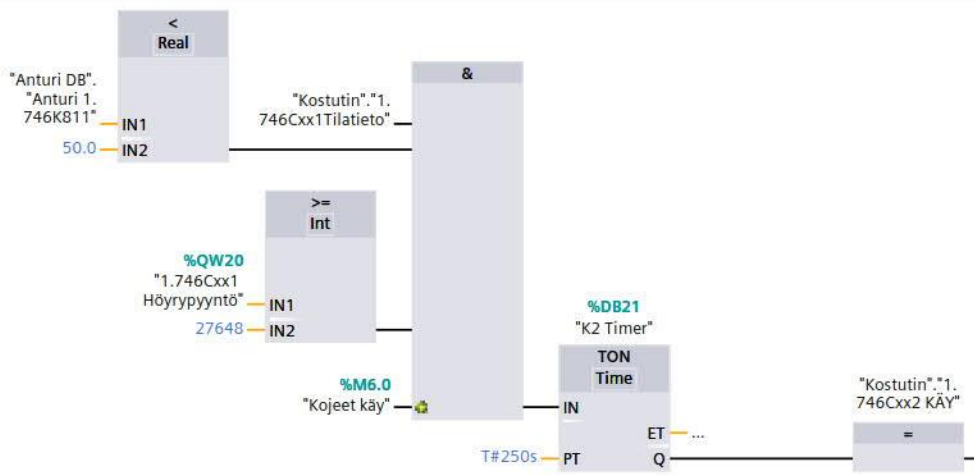 <
Real
"Anturi DB".
"Anturi 1.
746K811"
IN1
50.0
IN2
&
"Kostutin"."1.
746Cxx1Tilatieto"
>=
Int
%QW20
"1.746Cxx1
Höyrypyyntö"
IN1
27648
IN2
%M6.0
"Kojeet käy"
%DB21
"K2 Timer"
TON
Time
IN
ET
...
T#250s
PT
Q
"Kostutin"."1.
746Cxx2 KÄY"
=